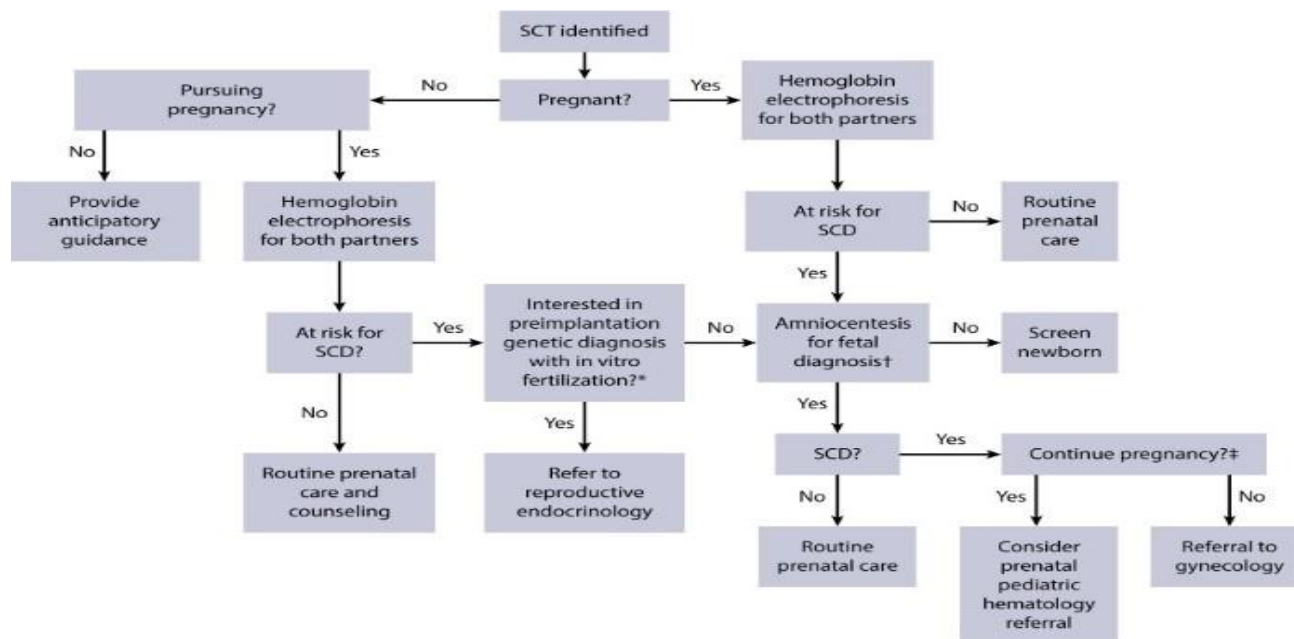 SCT identified
Pursuing
pregnancy?
No
Pregnant?
Yes
Hemoglobin
electrophoresis
for both partners
No
Yes
Provide
anticipatory
guidance
Hemoglobin
electrophoresis
for both partners
At risk for
SCD
No
Routine
prenatal
care
Yes
At risk for
SCD?
Yes
Interested in
preimplantation
genetic diagnosis
with in vitro
fertilization?*
No
Amniocentesis
for fetal
diagnosis†
No
Screen
newborn
No
Yes
Yes
Routine prenatal
care and
counseling
Refer to
reproductive
endocrinology
SCD?
Yes
Continue pregnancy?‡
No
Yes
No
Routine
prenatal care
Consider
prenatal
pediatric
hematology
referral
Referral to
gynecology